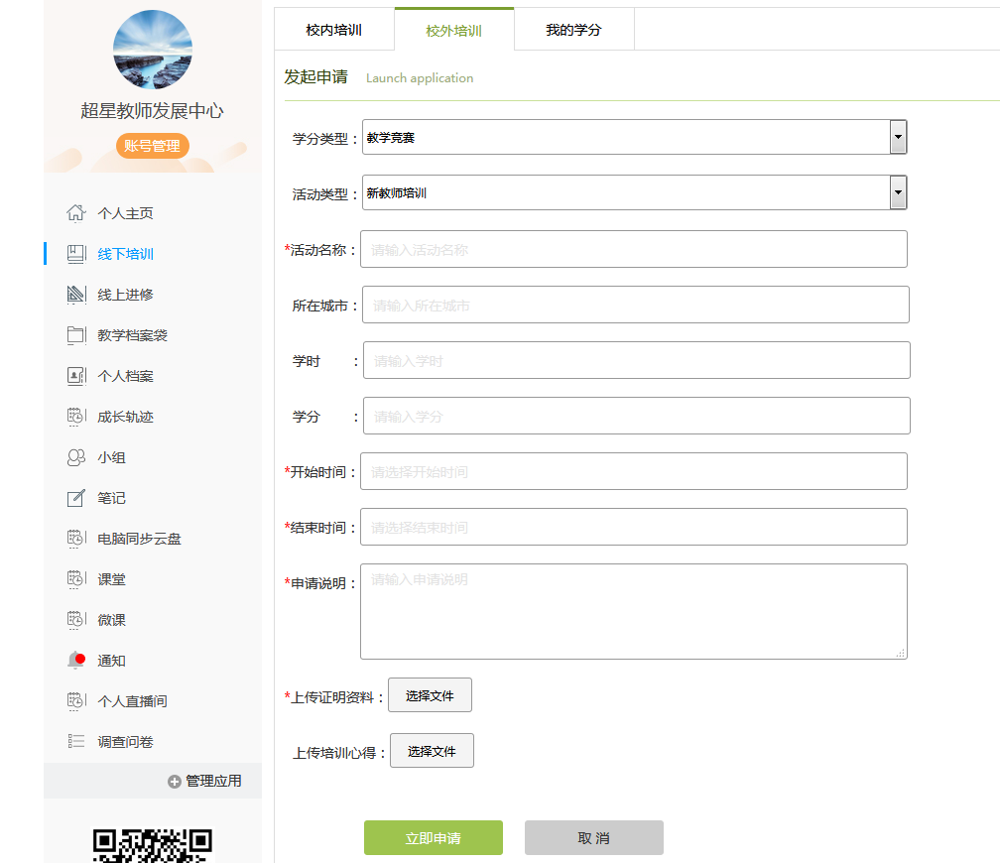 超星教师发展中心
账号管理
个人主页
线下培训
线上进修
教学档案袋
个人档案
成长轨迹
小组
笔记
电脑同步云盘
课堂
微课
通知
个人直播间
调查问卷
管理应用
校内培训 校外培训 我的学分
发起申请 Launch application
学分类型： 教学竞赛
活动类型： 新教师培训
*活动名称： 请输入活动名称
所在城市： 请输入所在城市
学时 ： 请输入学时
学分 ： 请输入学分
*开始时间： 请选择开始时间
*结束时间： 请选择结束时间
*申请说明： 请输入申请说明
*上传证明资料： 选择文件
上传培训心得： 选择文件
立即申请 取 消